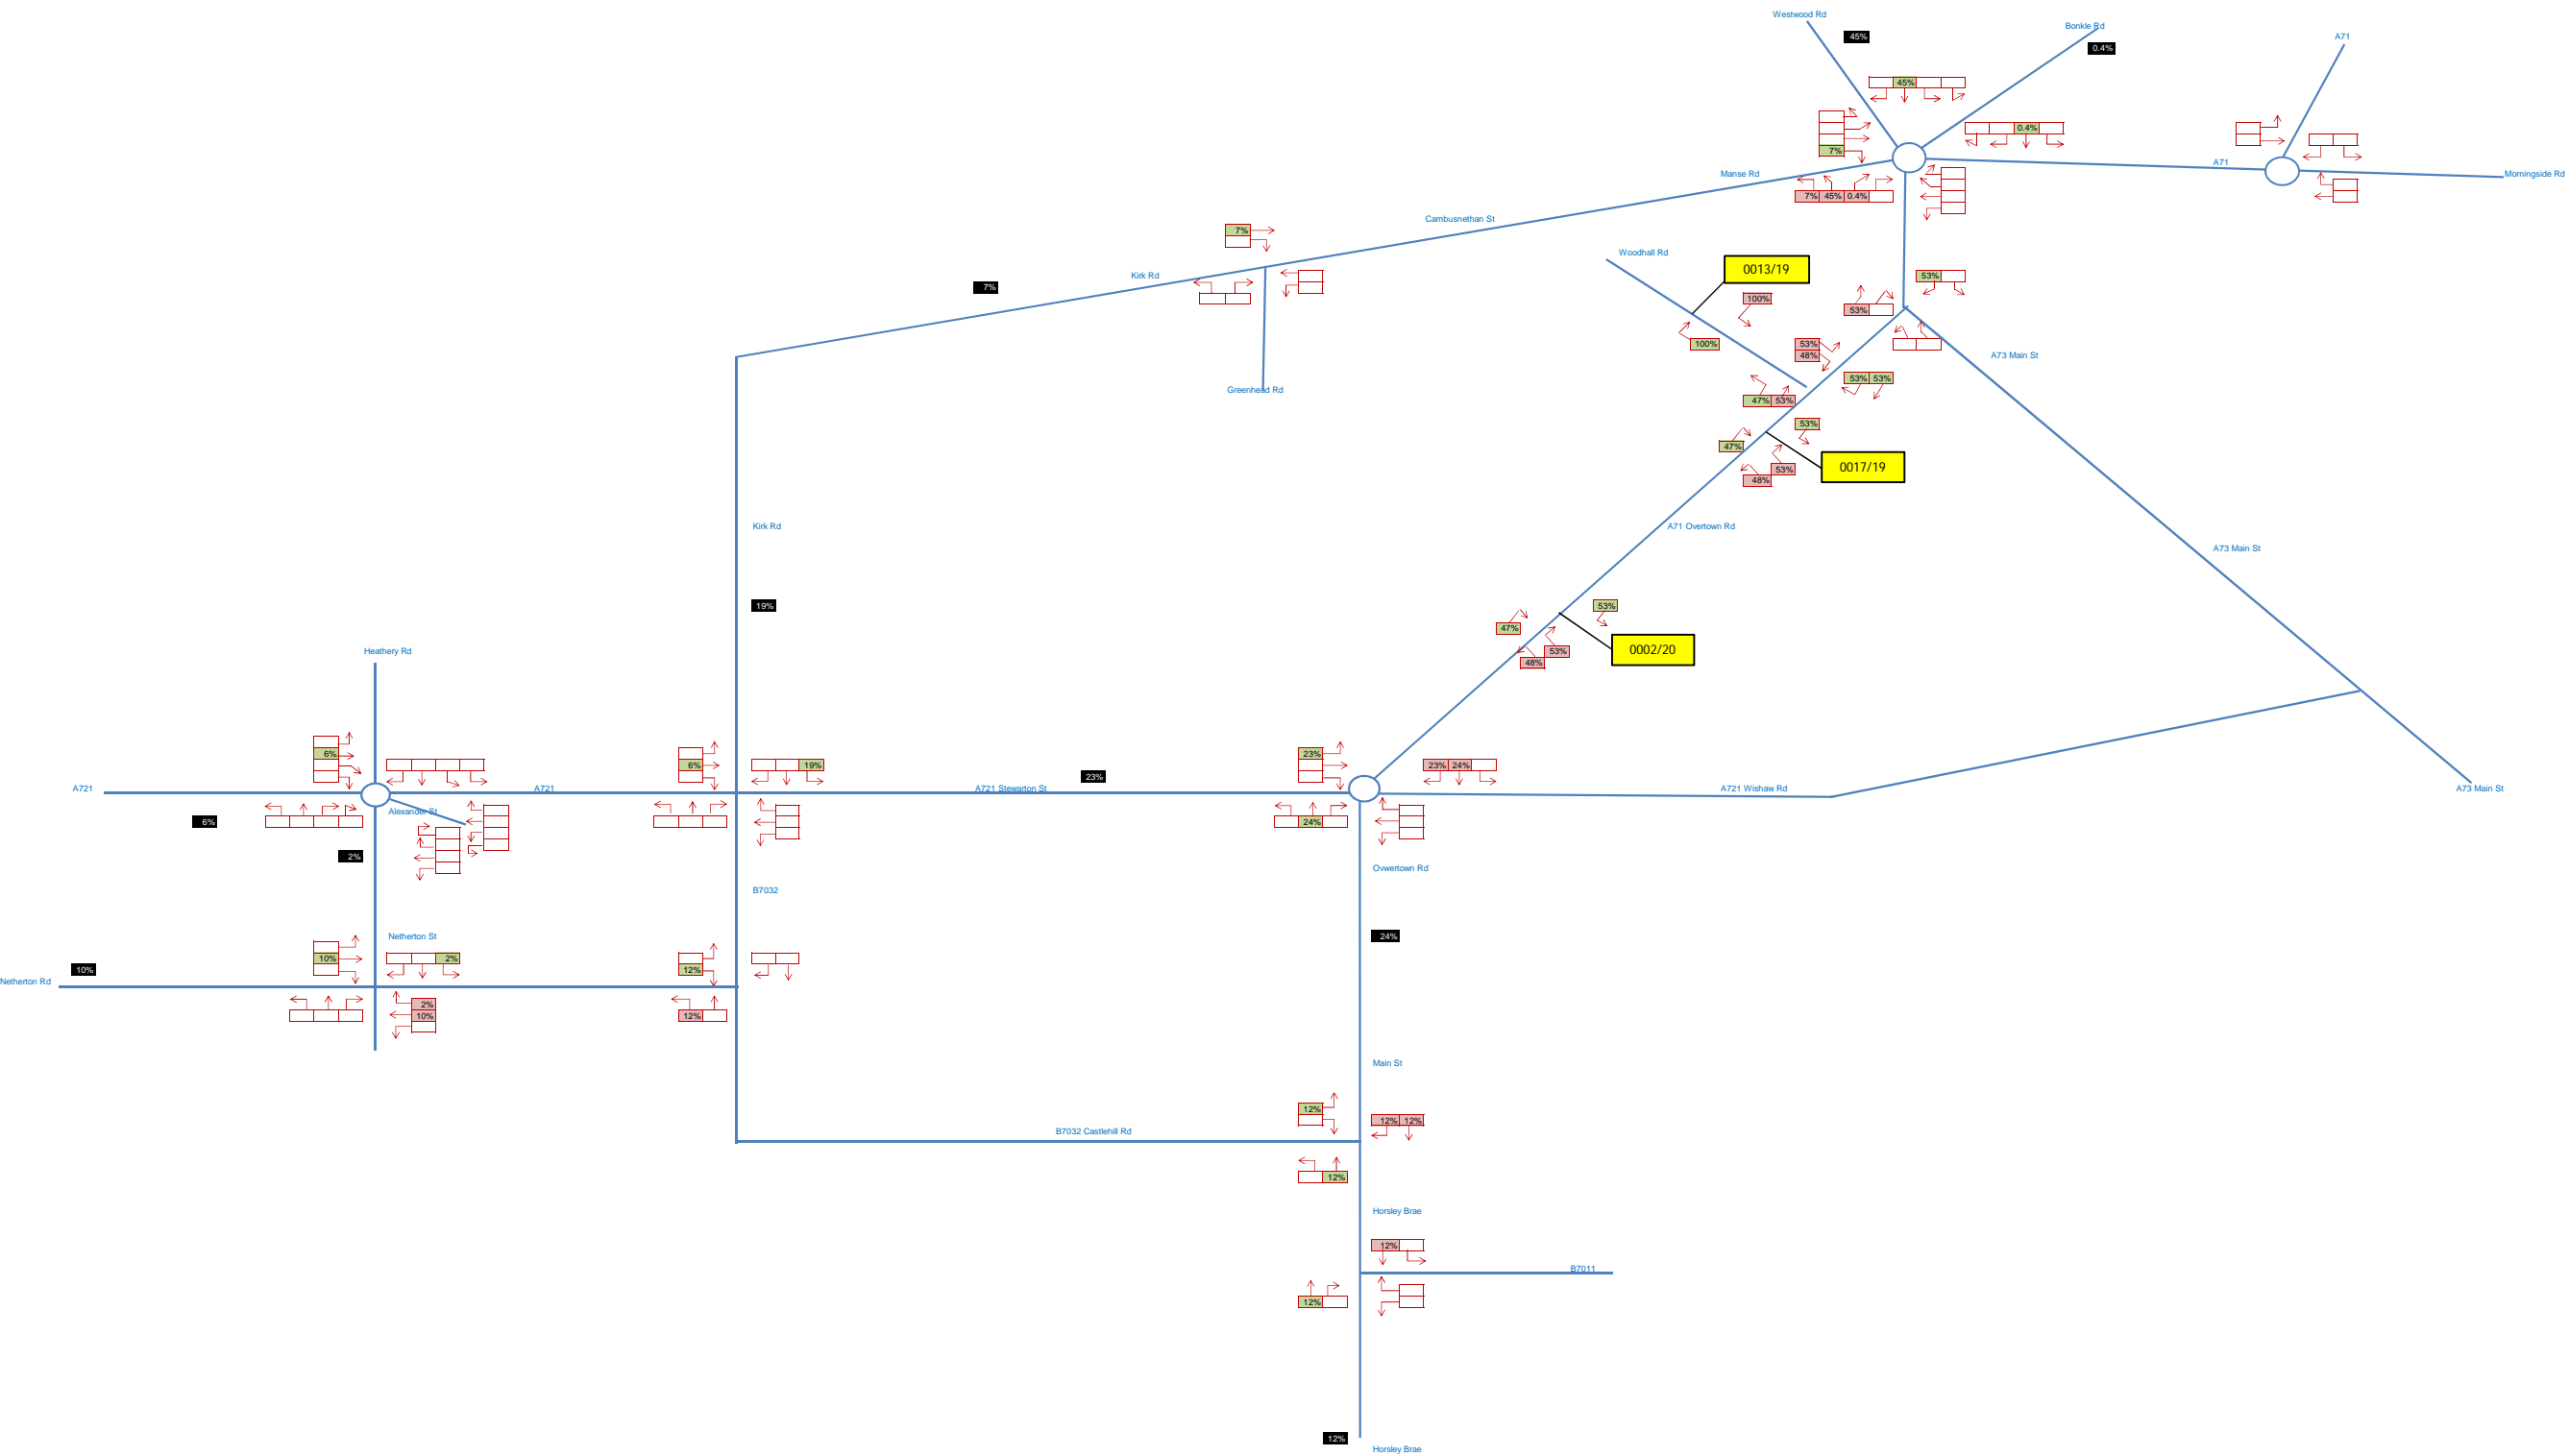 Westwood Rd
Bonkle Rd
45%
A71
0.4%
45%
0.4%
7%
A71
Manse Rd
Morningside Rd
7% 45% 0.4%
Cambusnethan St
7%
Woodhall Rd
0013/19
Kirk Rd
53%
7%
100%
53%
100%
53%
48%
A73 Main St
53% 53%
Greenhead Rd
47% 53%
53%
47%
0017/19
53%
48%
Kirk Rd
A71 Overtown Rd
A73 Main St
19%
53%
47%
Heathery Rd
53%
0002/20
48%
6%
6%
19%
23%
23% 24%
23%
A721
A721
A721 Stewarton St
A721 Wishaw Rd
A73 Main St
Alexander St
6%
24%
2%
Ovwertown Rd
B7032
Netherton St
24%
10%
2%
10%
12%
Netherton Rd
2%
10%
12%
Main St
12%
12% 12%
B7032 Castlehill Rd
12%
Horsley Brae
12%
B7011
12%
12%
Horsley Brae